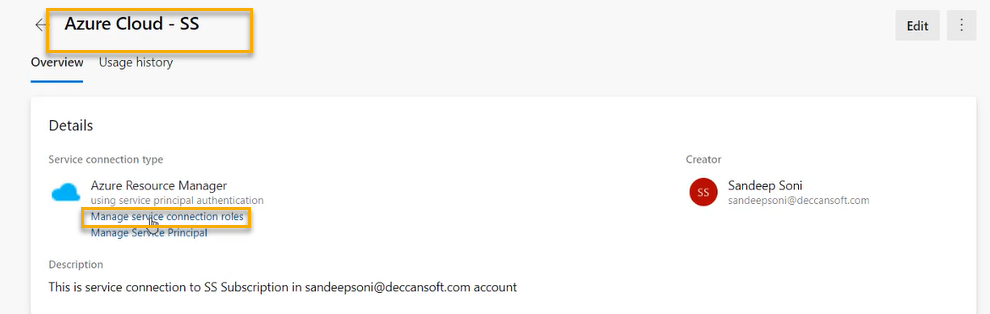 Azure Cloud - SS
Edit
Overview Usage history
Details
Service connection type
Creator
Azure Resource Manager
using service principal authentication
Manage service connection roles
Manage Service Principal
SS
Sandeep Soni
sandeepsoni@deccansoft.com
Description
This is service connection to SS Subscription in sandeepsoni@deccansoft.com account